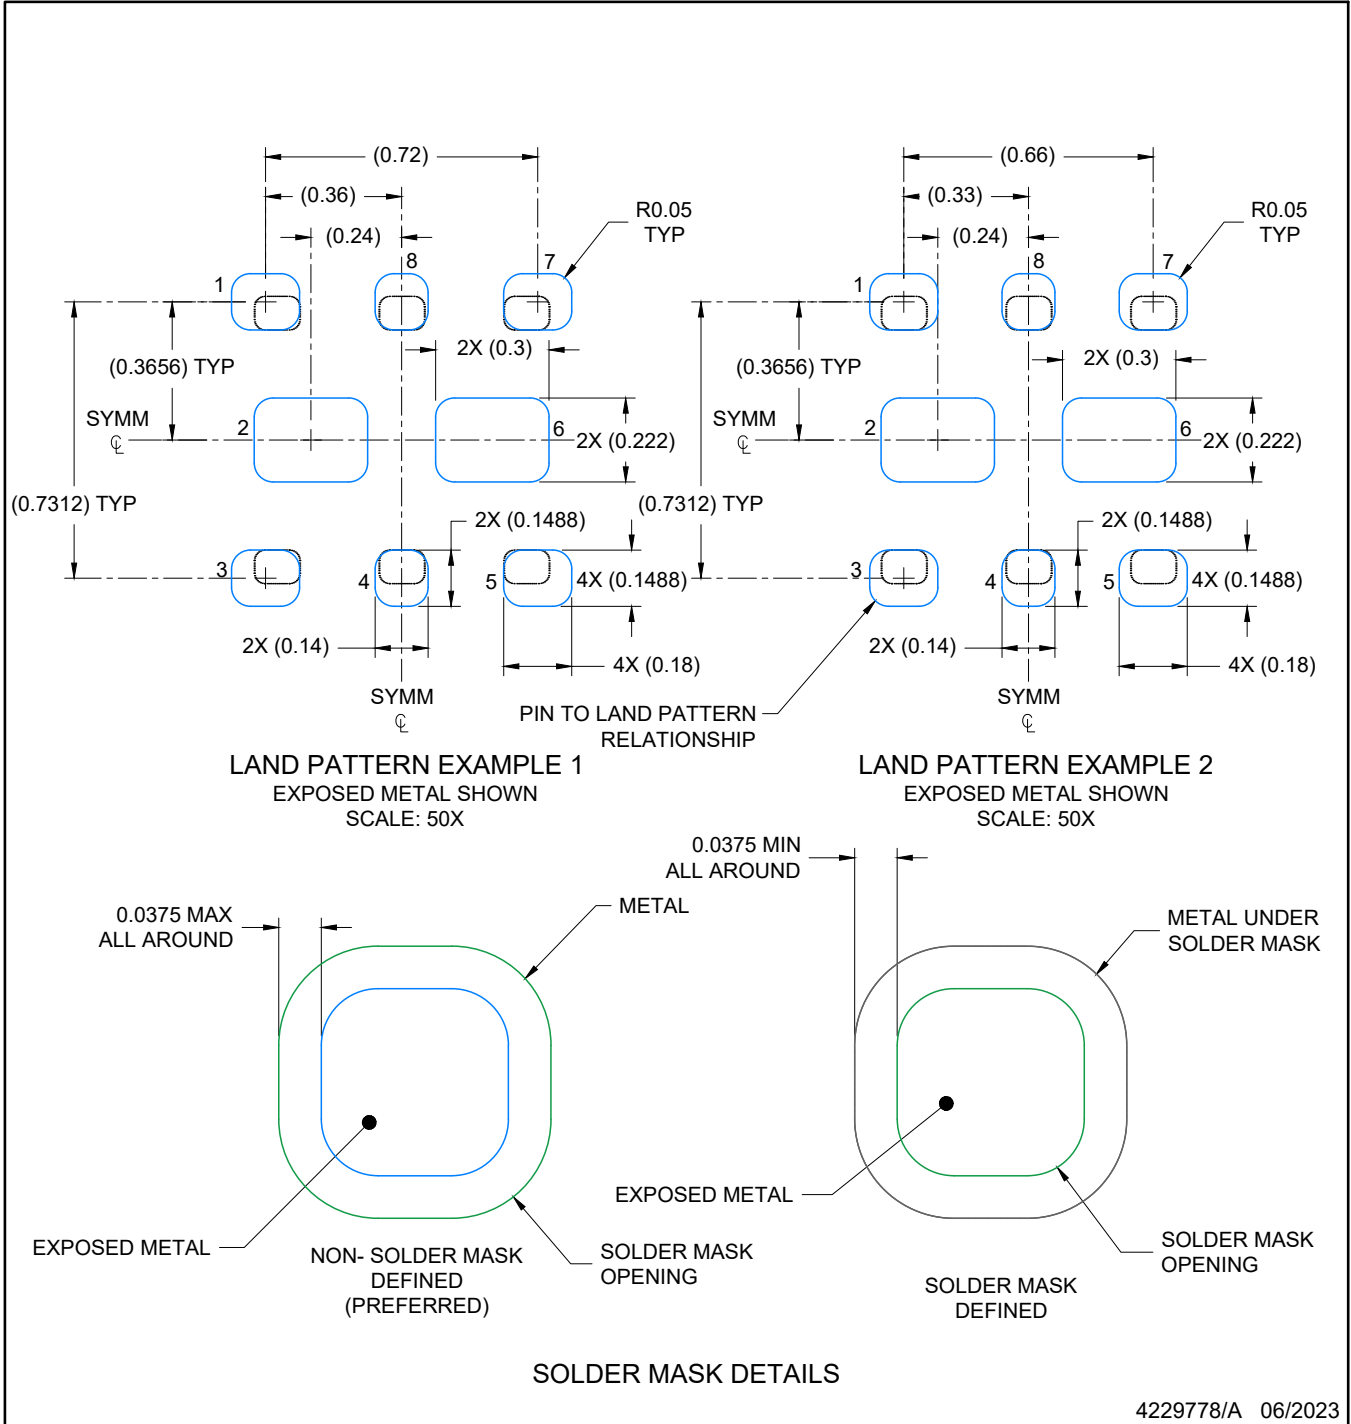 (0.72)
(0.36)
(0.24)
R0.05
TYP
1
8
7
(0.3656) TYP
2X (0.3)
SYMM
CL
2
6
2X (0.222)
(0.7312) TYP
2X (0.1488)
3
4
5
4X (0.1488)
2X (0.14)
4X (0.18)
SYMM
CL
LAND PATTERN EXAMPLE 1
EXPOSED METAL SHOWN
SCALE: 50X
(0.66)
(0.33)
(0.24)
R0.05
TYP
1
8
7
(0.3656) TYP
2X (0.3)
SYMM
CL
2
6
2X (0.222)
(0.7312) TYP
2X (0.1488)
3
4
5
4X (0.1488)
2X (0.14)
4X (0.18)
SYMM
CL
PIN TO LAND PATTERN
RELATIONSHIP
LAND PATTERN EXAMPLE 2
EXPOSED METAL SHOWN
SCALE: 50X
0.0375 MAX
ALL AROUND
METAL
EXPOSED METAL
SOLDER MASK
OPENING
NON- SOLDER MASK
DEFINED
(PREFERRED)
0.0375 MIN
ALL AROUND
METAL UNDER
SOLDER MASK
EXPOSED METAL
SOLDER MASK
OPENING
SOLDER MASK
DEFINED
SOLDER MASK DETAILS
4229778/A 06/2023